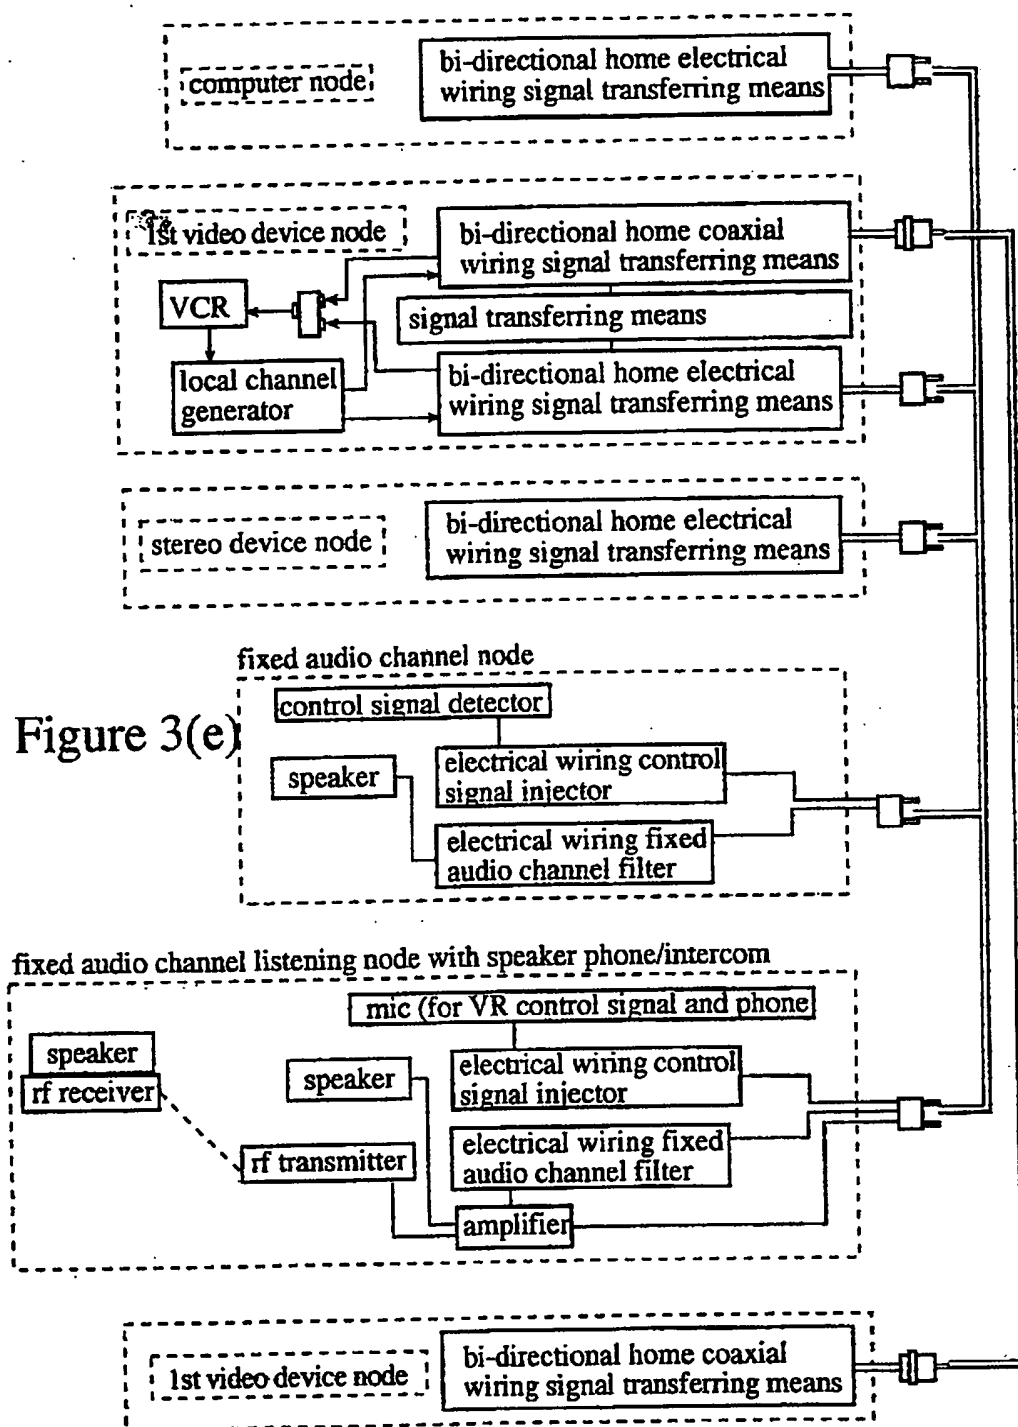 computer node
bi-directional home electrical
wiring signal transferring means
1st video device node
bi-directional home coaxial
wiring signal transferring means
VCR
signal transferring means
local channel
generator
bi-directional home electrical
wiring signal transferring means
stereo device node
bi-directional home electrical
wiring signal transferring means
fixed audio channel node
control signal detector
Figure 3(e)
speaker
electrical wiring control
signal injector
electrical wiring fixed
audio channel filter
fixed audio channel listening node with speaker phone/intercom
mic (for VR control signal and phone
speaker
rf receiver
speaker
electrical wiring control
signal injector
rf transmitter
electrical wiring fixed
audio channel filter
amplifier
1st video device node
bi-directional home coaxial
wiring signal transferring means